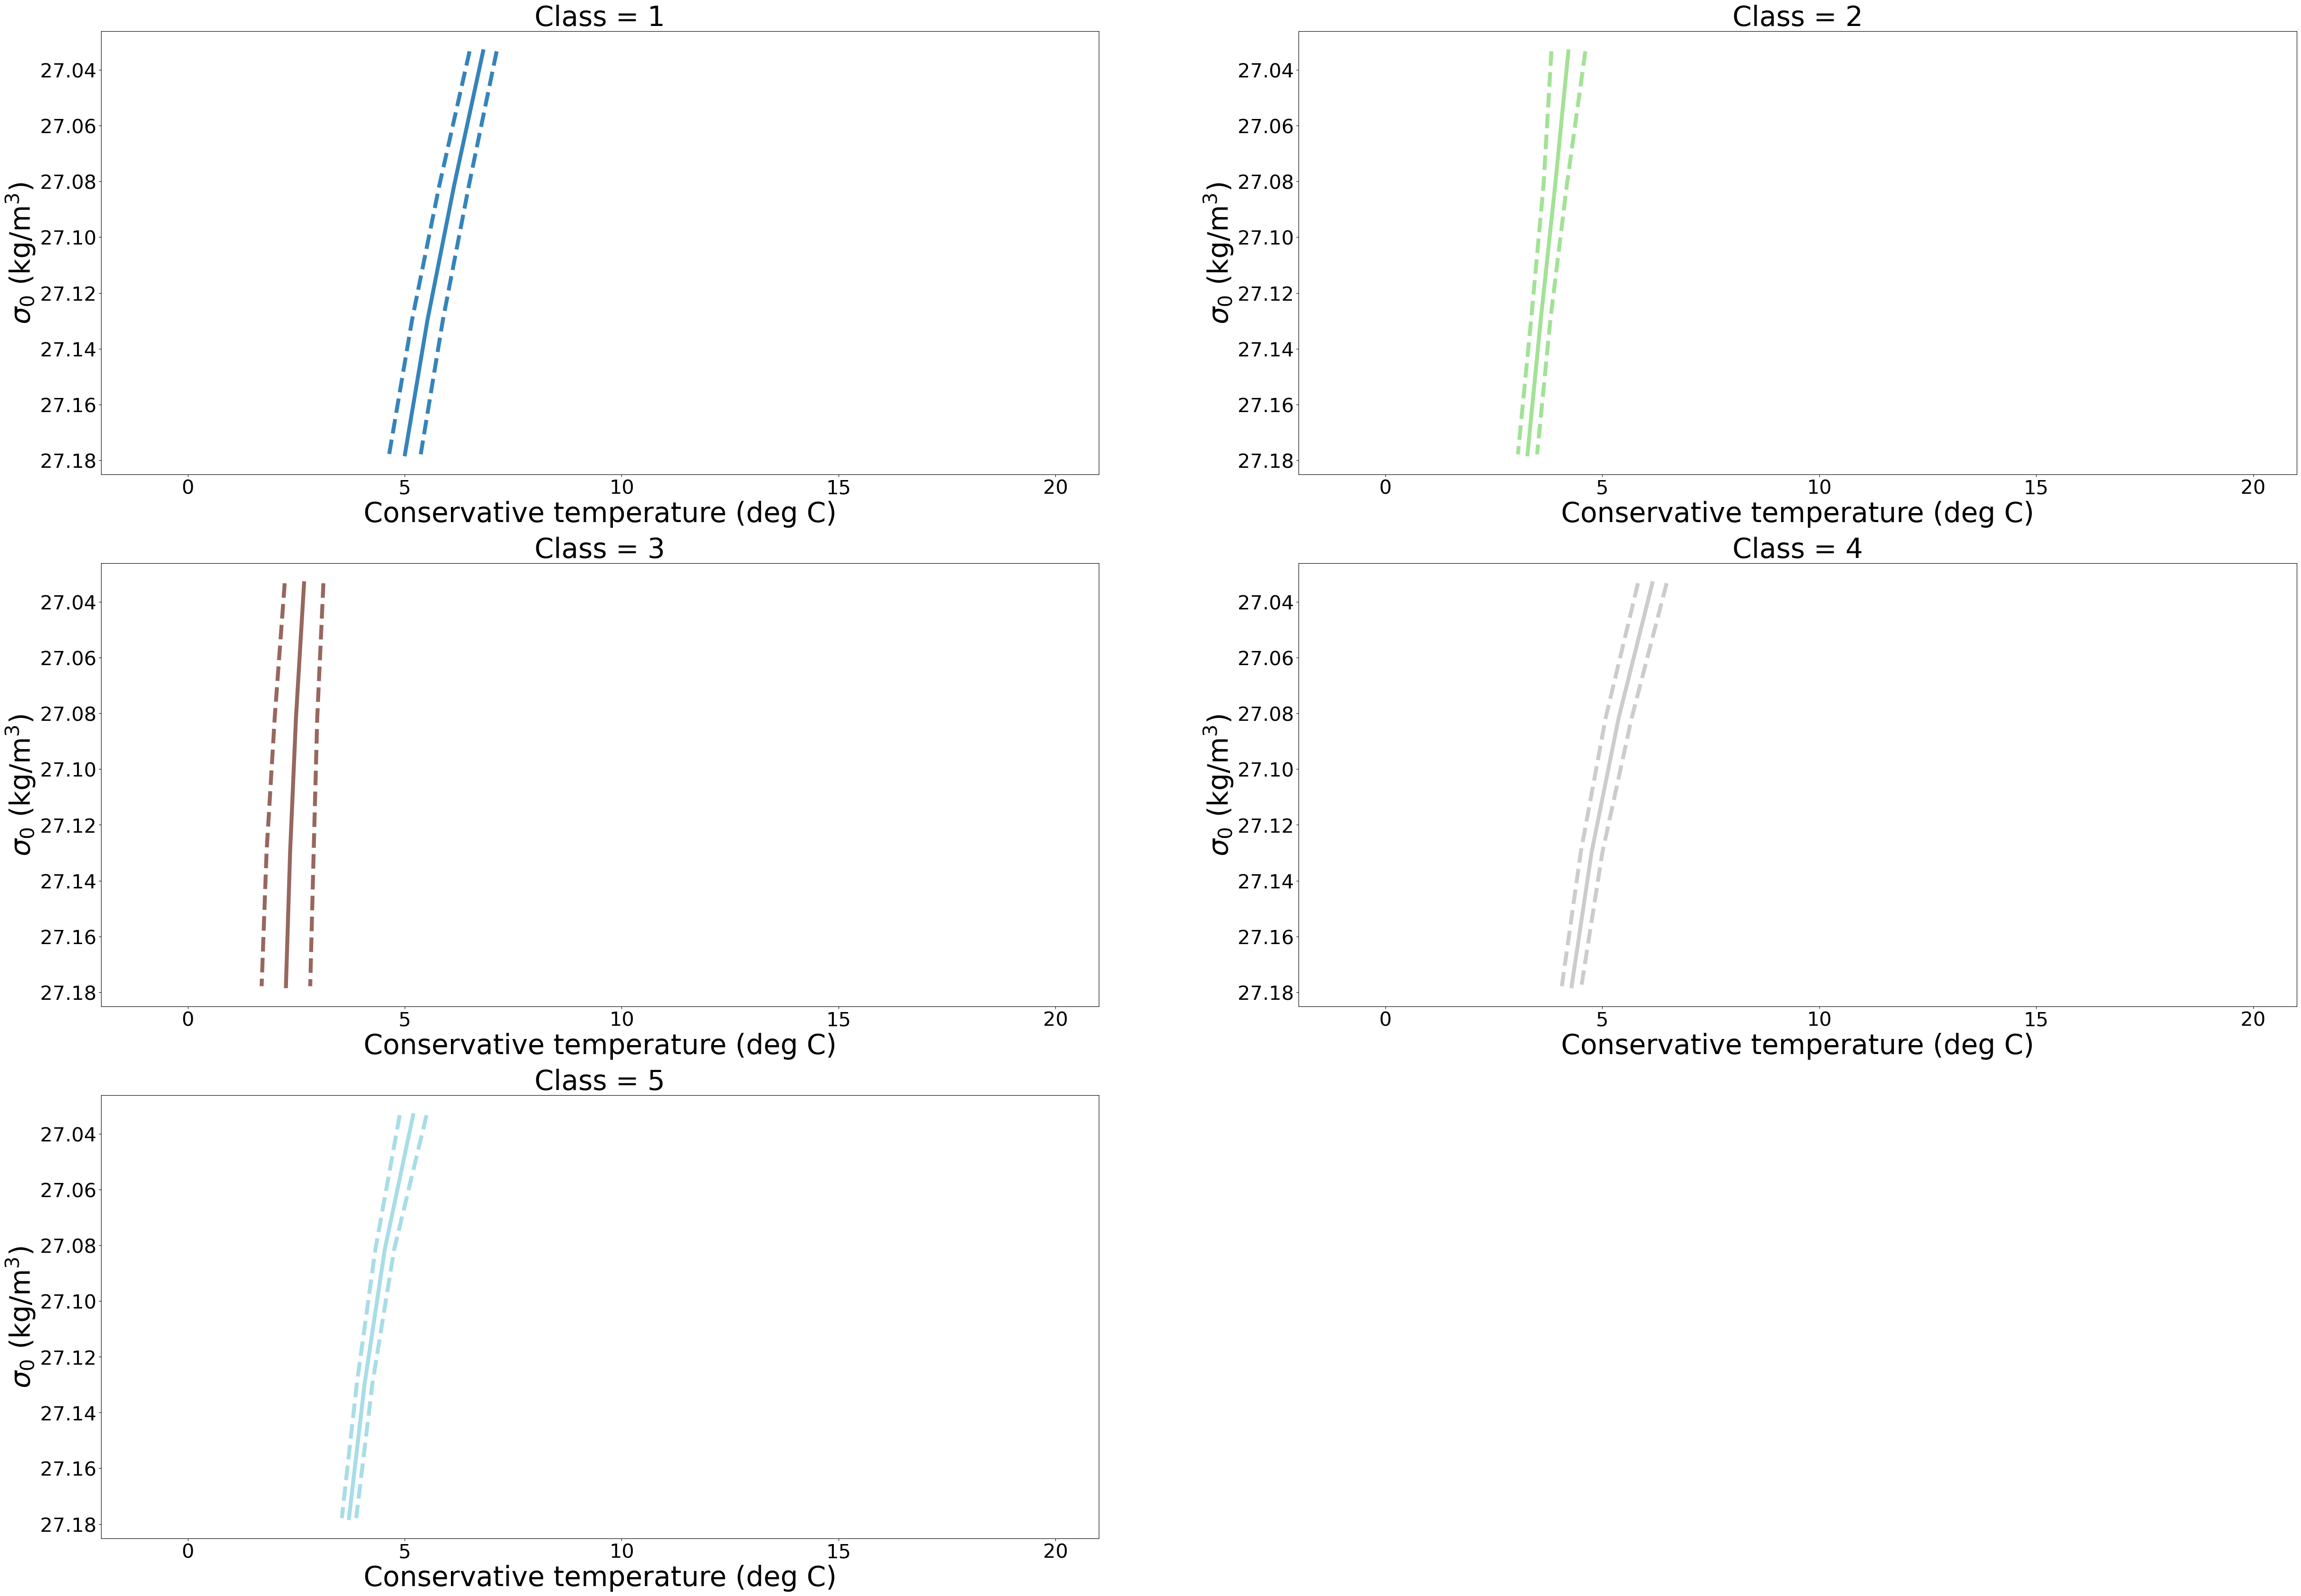 Class = 1
27.04
27.06
27.08
27.10
27.12
27.14
27.16
27.18
σ₀ (kg/m³)
0 5 10 15 20
Conservative temperature (deg C)
Class = 2
27.04
27.06
27.08
27.10
27.12
27.14
27.16
27.18
σ₀ (kg/m³)
0 5 10 15 20
Conservative temperature (deg C)
Class = 3
27.04
27.06
27.08
27.10
27.12
27.14
27.16
27.18
σ₀ (kg/m³)
0 5 10 15 20
Conservative temperature (deg C)
Class = 4
27.04
27.06
27.08
27.10
27.12
27.14
27.16
27.18
σ₀ (kg/m³)
0 5 10 15 20
Conservative temperature (deg C)
Class = 5
27.04
27.06
27.08
27.10
27.12
27.14
27.16
27.18
σ₀ (kg/m³)
0 5 10 15 20
Conservative temperature (deg C)